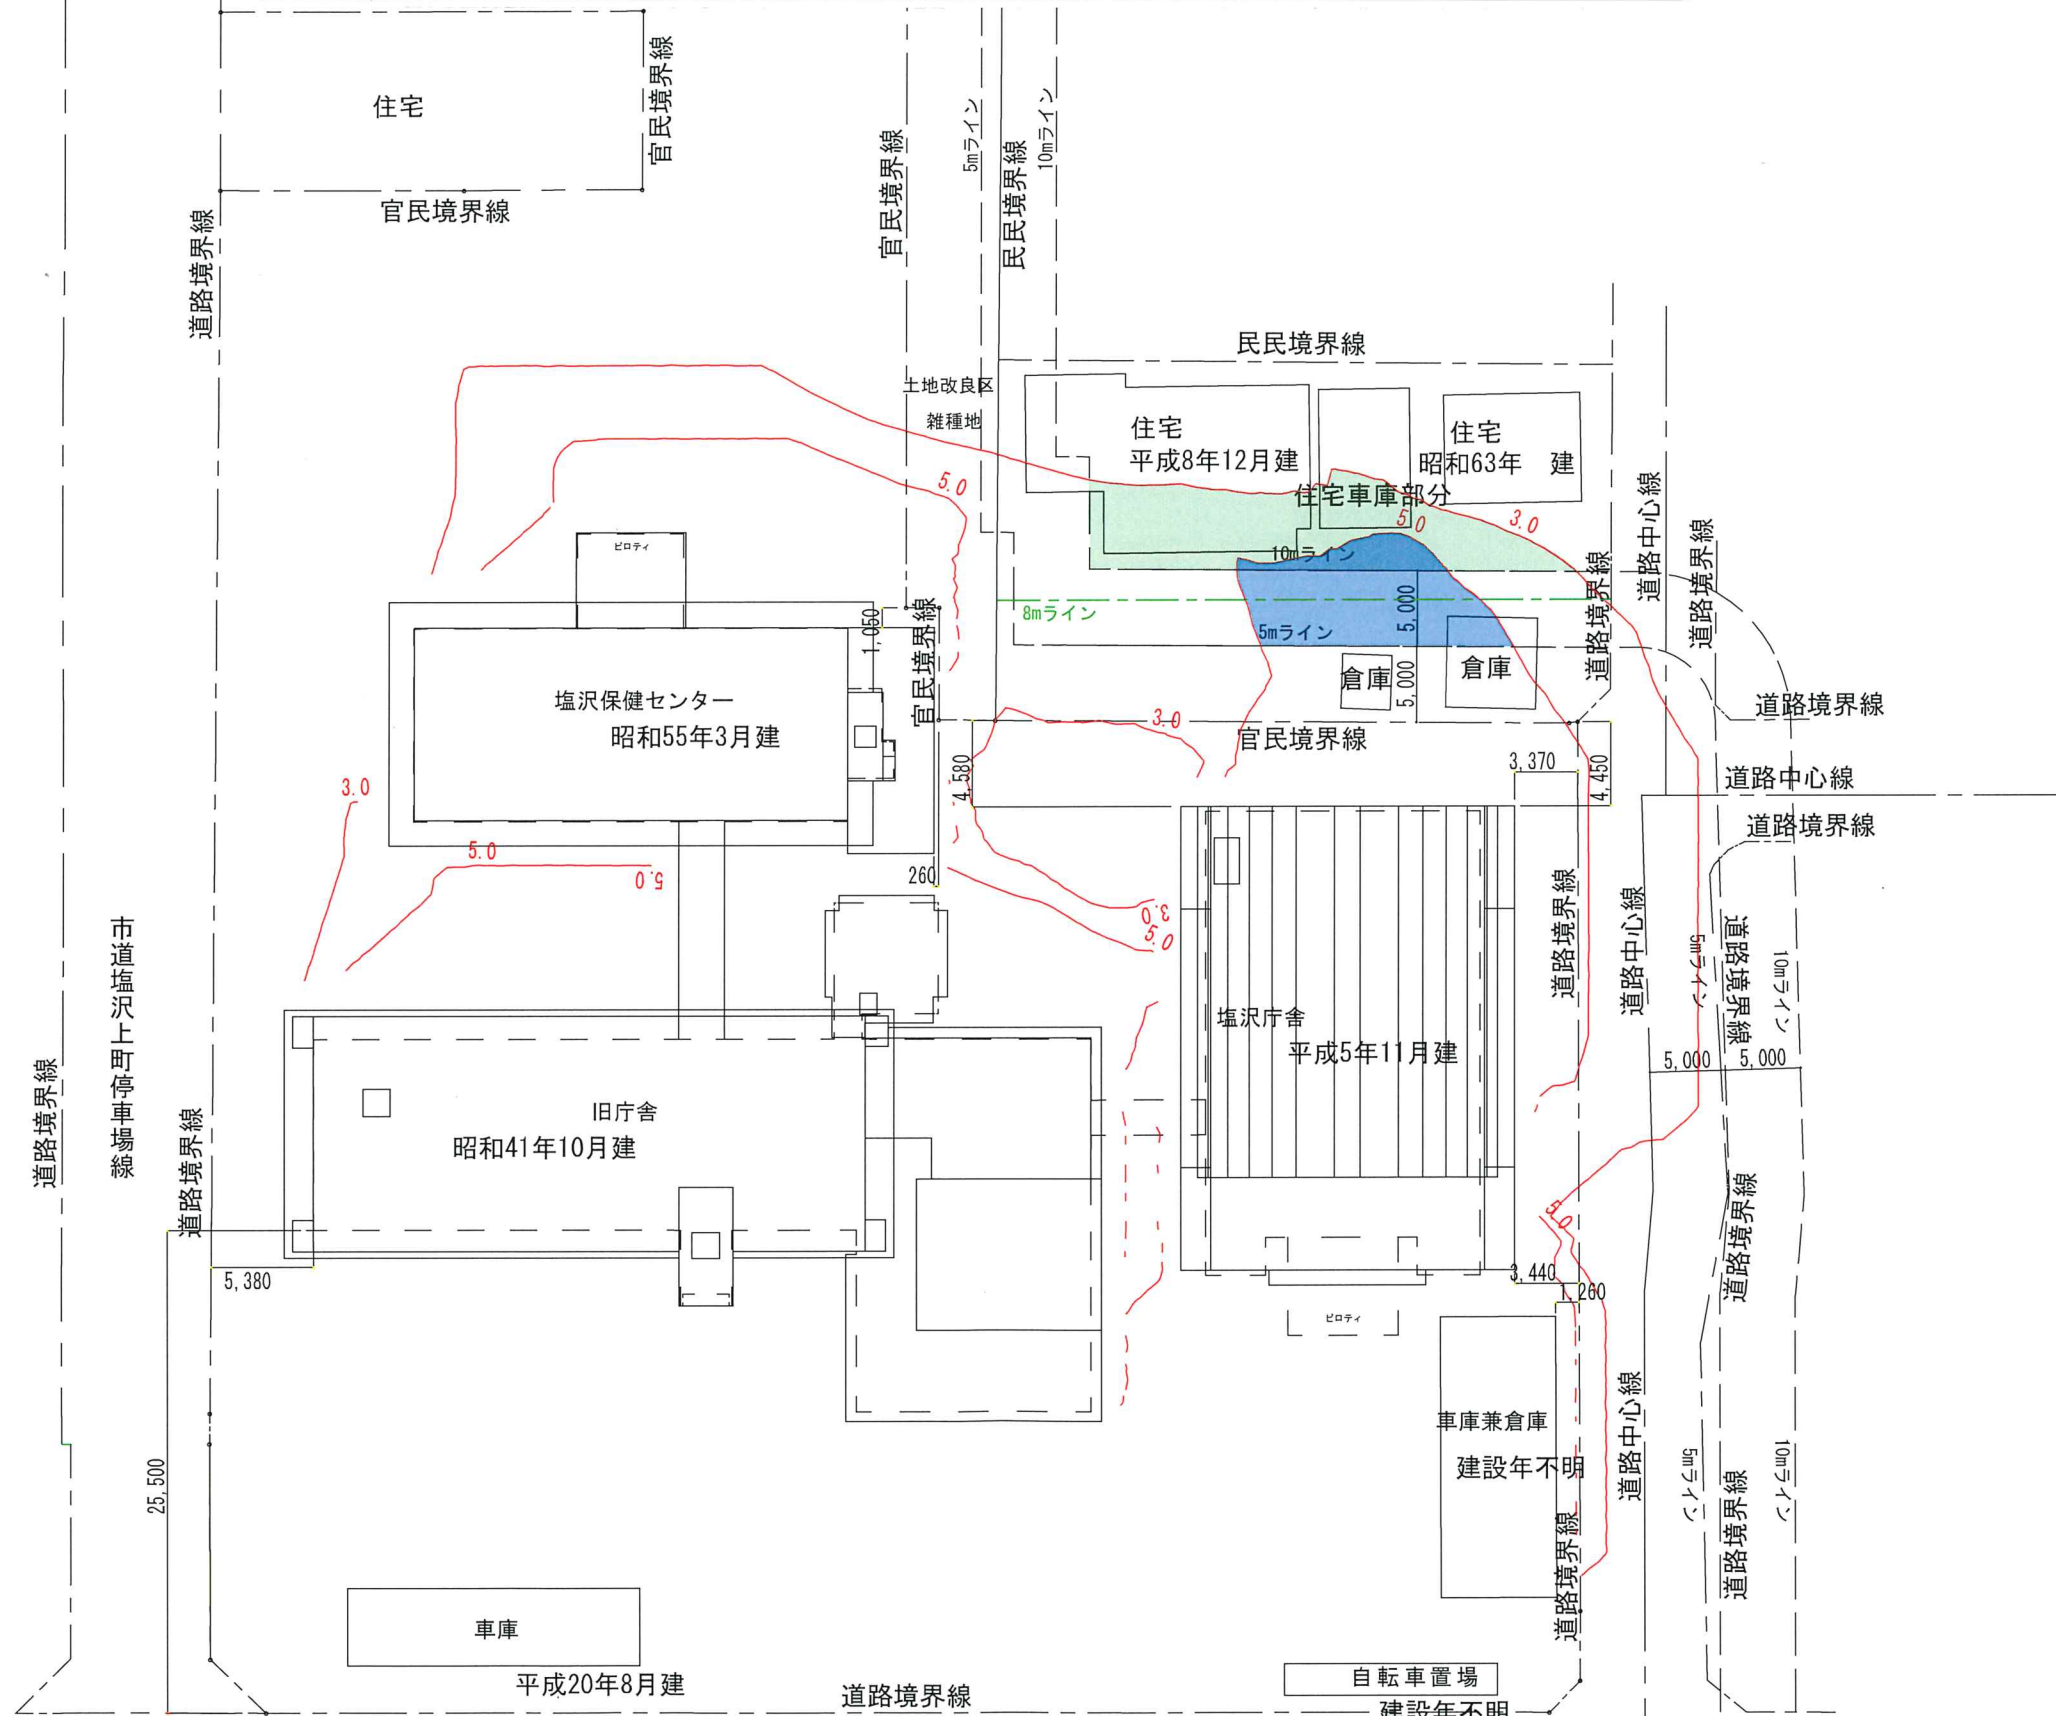 住宅
官民境界線
官民境界線
道路境界線
官民境界線
5mライン
民民境界線
10mライン
民民境界線
土地改良区
雑種地
住宅
平成8年12月建
住宅
昭和63年 建
住宅車庫部分
5.0
5.0
3.0
10mライン
8mライン
5mライン
5,000
5,000
倉庫
倉庫
道路境界線
道路中心線
道路境界線
道路境界線
道路中心線
道路境界線
ピロティ
1,050
官民境界線
塩沢保健センター
昭和55年3月建
3.0
官民境界線
4,580
3,370
4,450
3.0
5.0
5.0
260
3.0
5.0
市道塩沢上町停車場線
道路境界線
道路境界線
旧庁舎
昭和41年10月建
塩沢庁舎
平成5年11月建
道路境界線
道路中心線
5mライン
道路境界線
10mライン
5,000
5,000
道路境界線
5.0
5,380
3,440
1,260
ピロティ
25,500
車庫兼倉庫
建設年不明
道路境界線
道路中心線
5mライン
道路境界線
10mライン
車庫
平成20年8月建
道路境界線
自転車置場
建設年不明